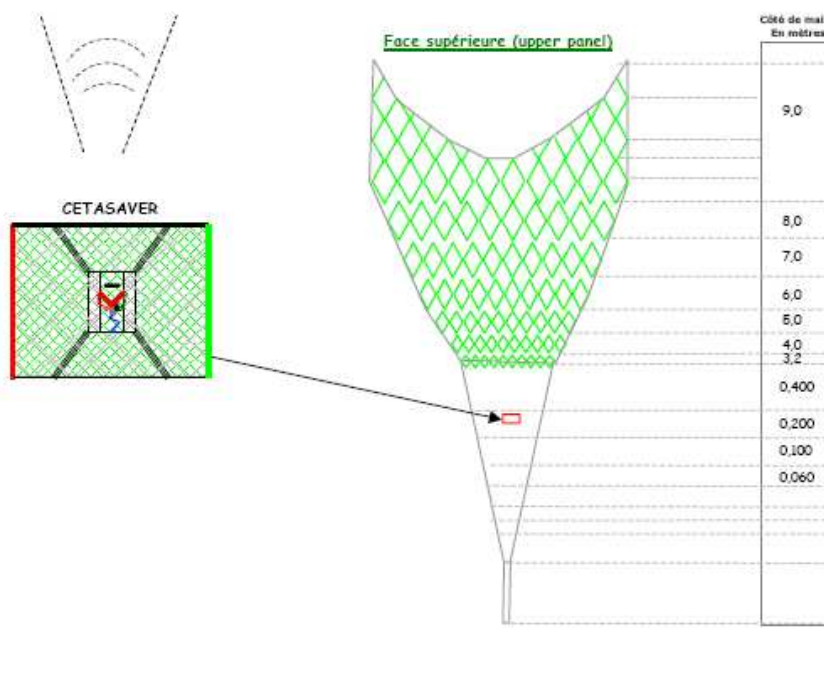 Face supérieure (upper panel)
Côté de
En mètres
9,0
CETASAVER
8,0
7,0
6,0
5,0
4,0
3,2
0,400
0,200
0,100
0,060